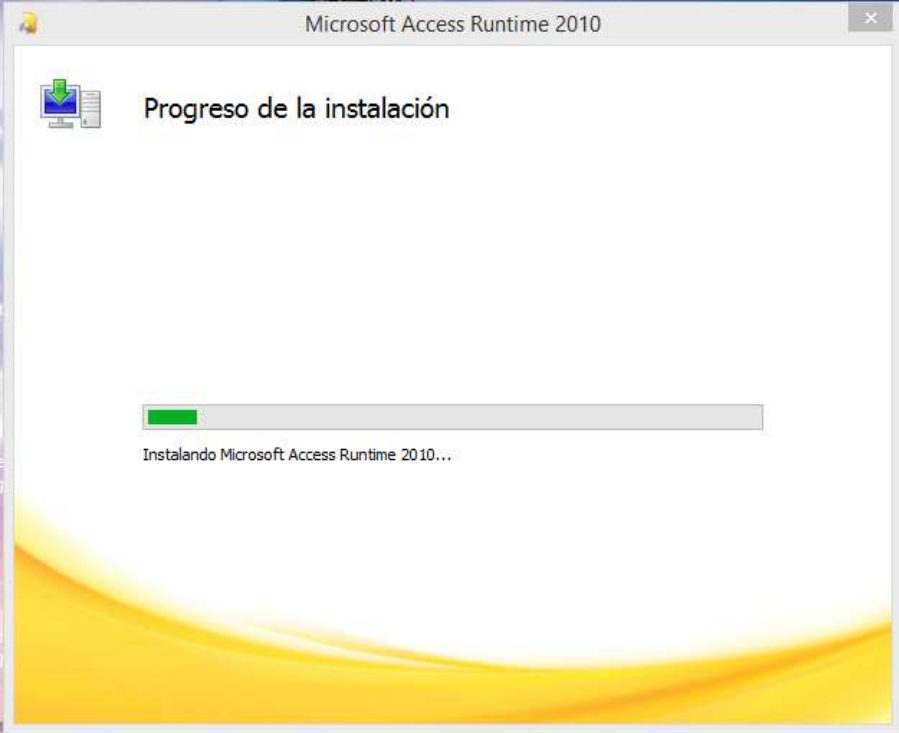 Microsoft Access Runtime 2010
Progreso de la instalación
Instalando Microsoft Access Runtime 2010...